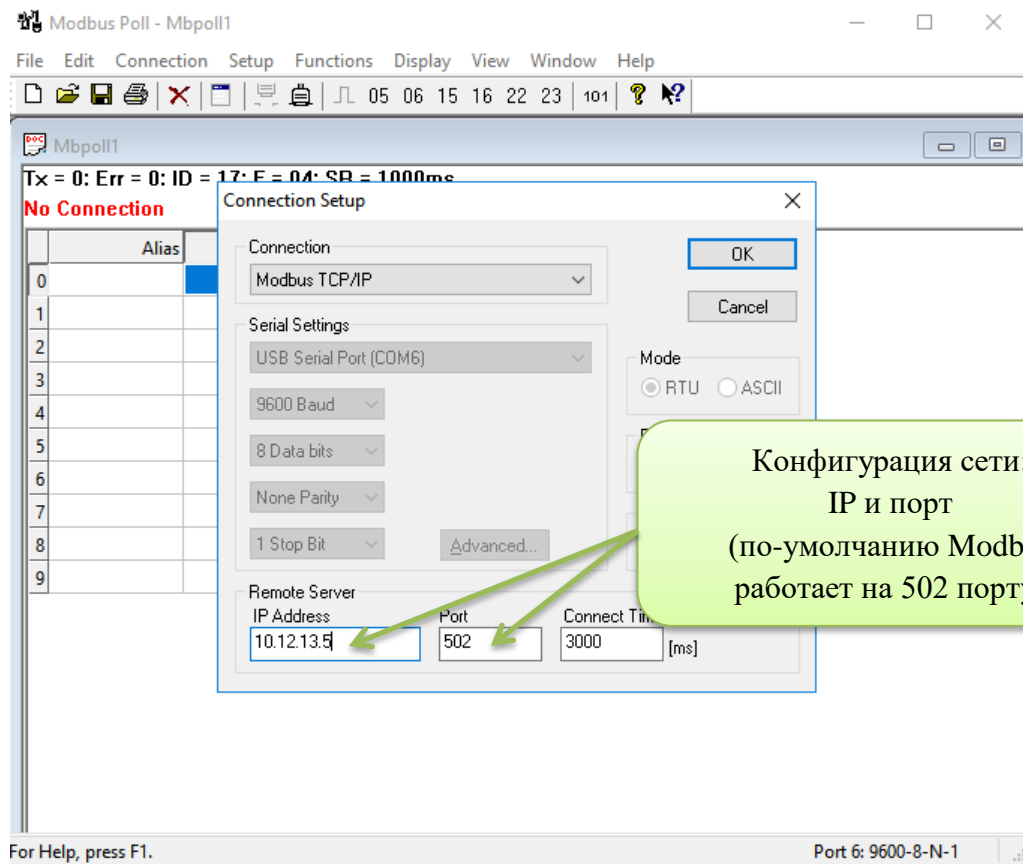 Modbus Poll - Mbpoll1
File Edit Connection Setup Functions Display View Window Help
05 06 15 16 22 23 101
Mbpoll1
Tx = 0: Err = 0: ID = 17: F = 04: SR = 1000ms
No Connection
Alias
0
1
2
3
4
5
6
7
8
9
Connection Setup
Connection
Modbus TCP/IP
OK
Cancel
Serial Settings
USB Serial Port (COM6)
9600 Baud
8 Data bits
None Parity
1 Stop Bit
Advanced...
Mode
RTU ASCII
Конфигурация сети:
IP и порт
(по-умолчанию Modb
работает на 502 порту
Remote Server
IP Address Port Connect Tim
10.12.13.5 502 3000 [ms]
For Help, press F1. Port 6: 9600-8-N-1